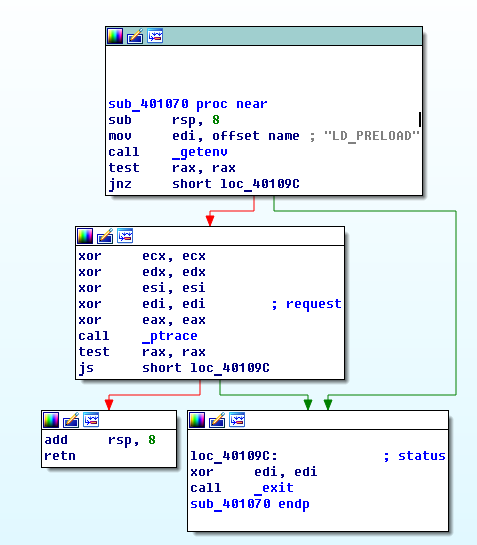 sub_401070 proc near
sub rsp, 8
mov edi, offset name ; "LD_PRELOAD"
call _getenv
test rax, rax
jnz short loc_40109C
xor ecx, ecx
xor edx, edx
xor esi, esi
xor edi, edi ; request
xor eax, eax
call _ptrace
test rax, rax
js short loc_40109C
add rsp, 8
retn
loc_40109C: ; status
xor edi, edi
call _exit
sub_401070 endp